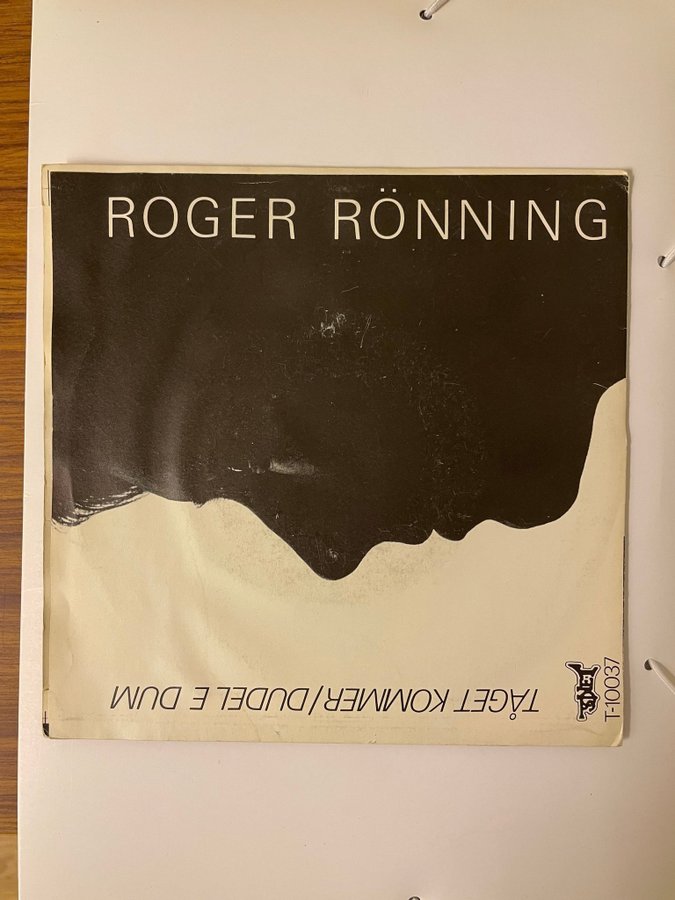 ROGER RÖNNING
TÅGET KOMMER/DUDEL E DUM
T-10037